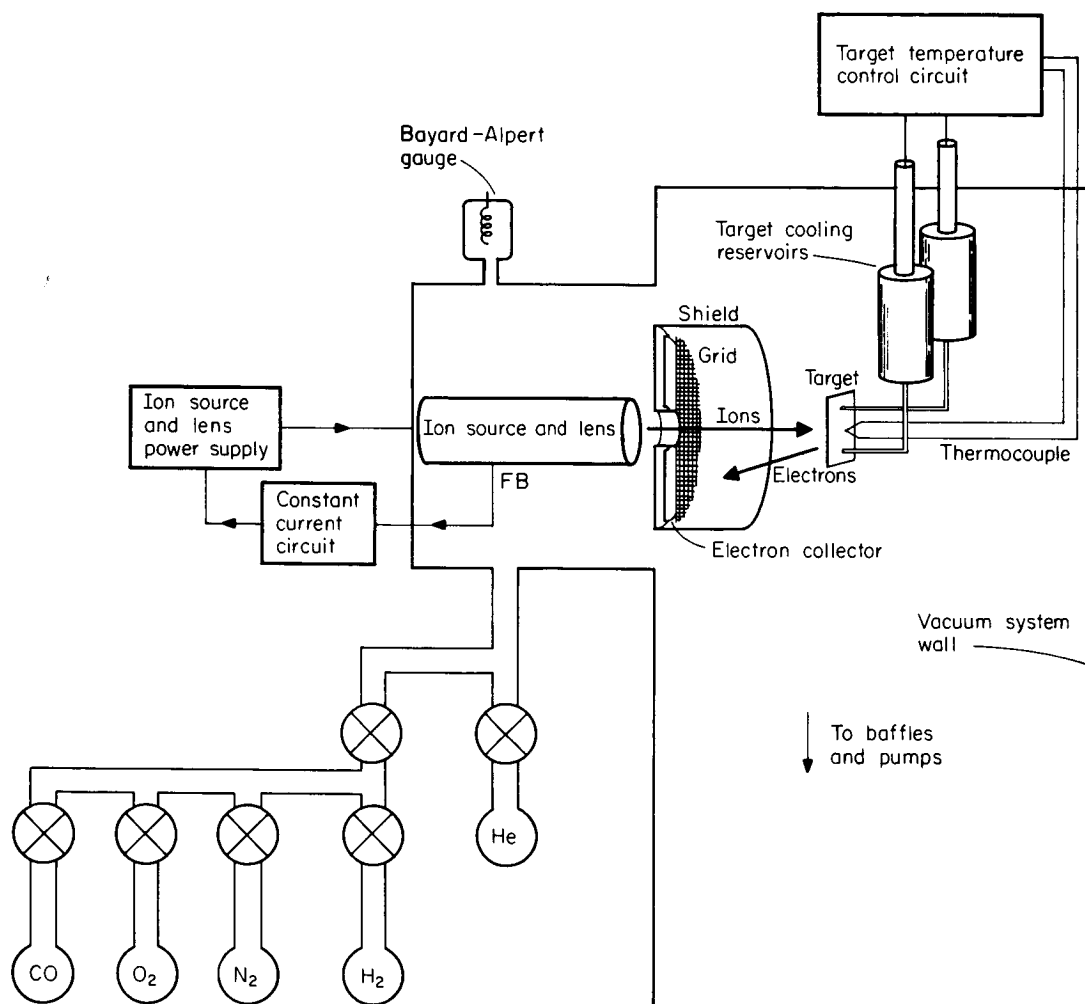 Target temperature
control circuit
Bayard-Alpert
gauge
Target cooling
reservoirs
Shield
Grid
Target
Ion source
and lens
power supply
Ion source and lens
Ions
Thermocouple
Electrons
FB
Constant
current
circuit
Electron collector
Vacuum system
wall
To baffles
and pumps
He
CO
O₂
N₂
H₂